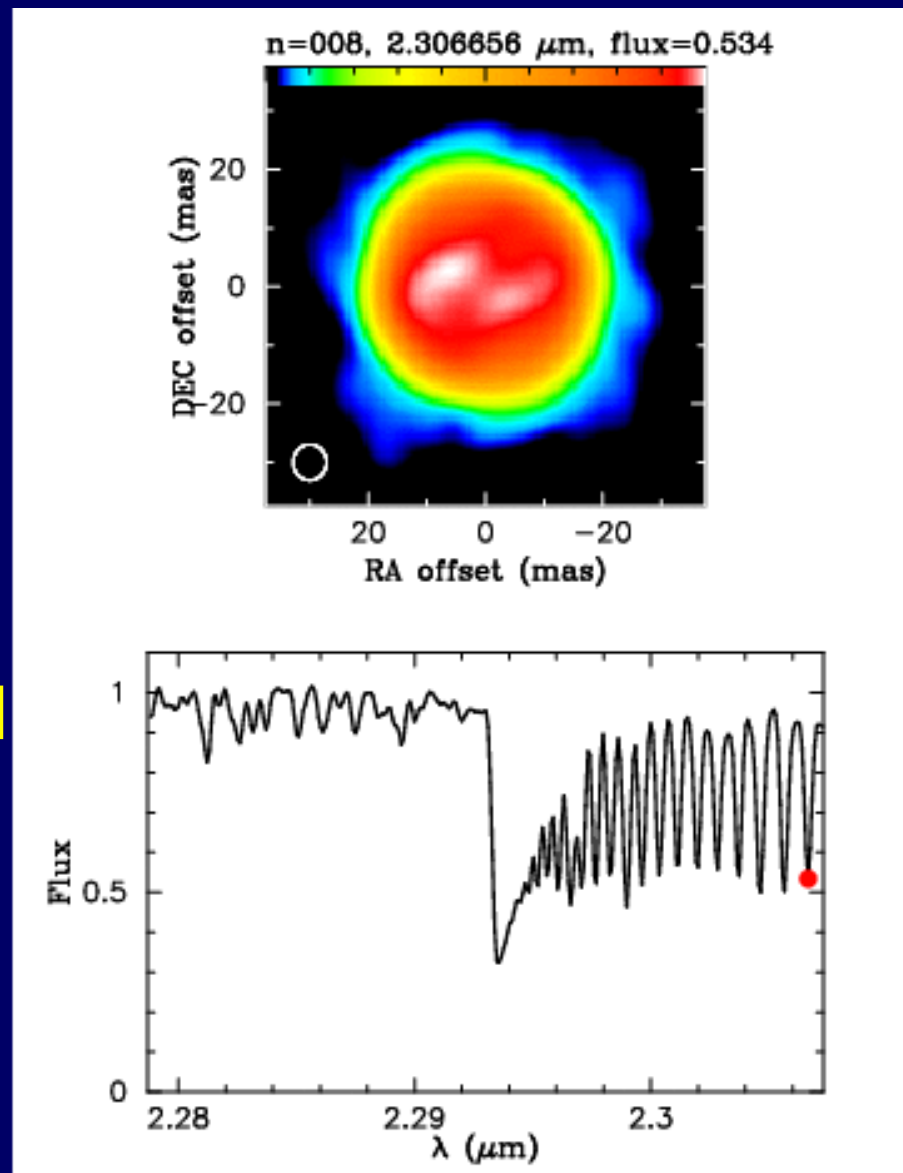 n=008, 2.306656 μm, flux=0.534
DEC offset (mas)
20
0
−20
20 0 −20
RA offset (mas)
Flux
1
0.5
0
2.28 2.29 2.3
λ (μm)